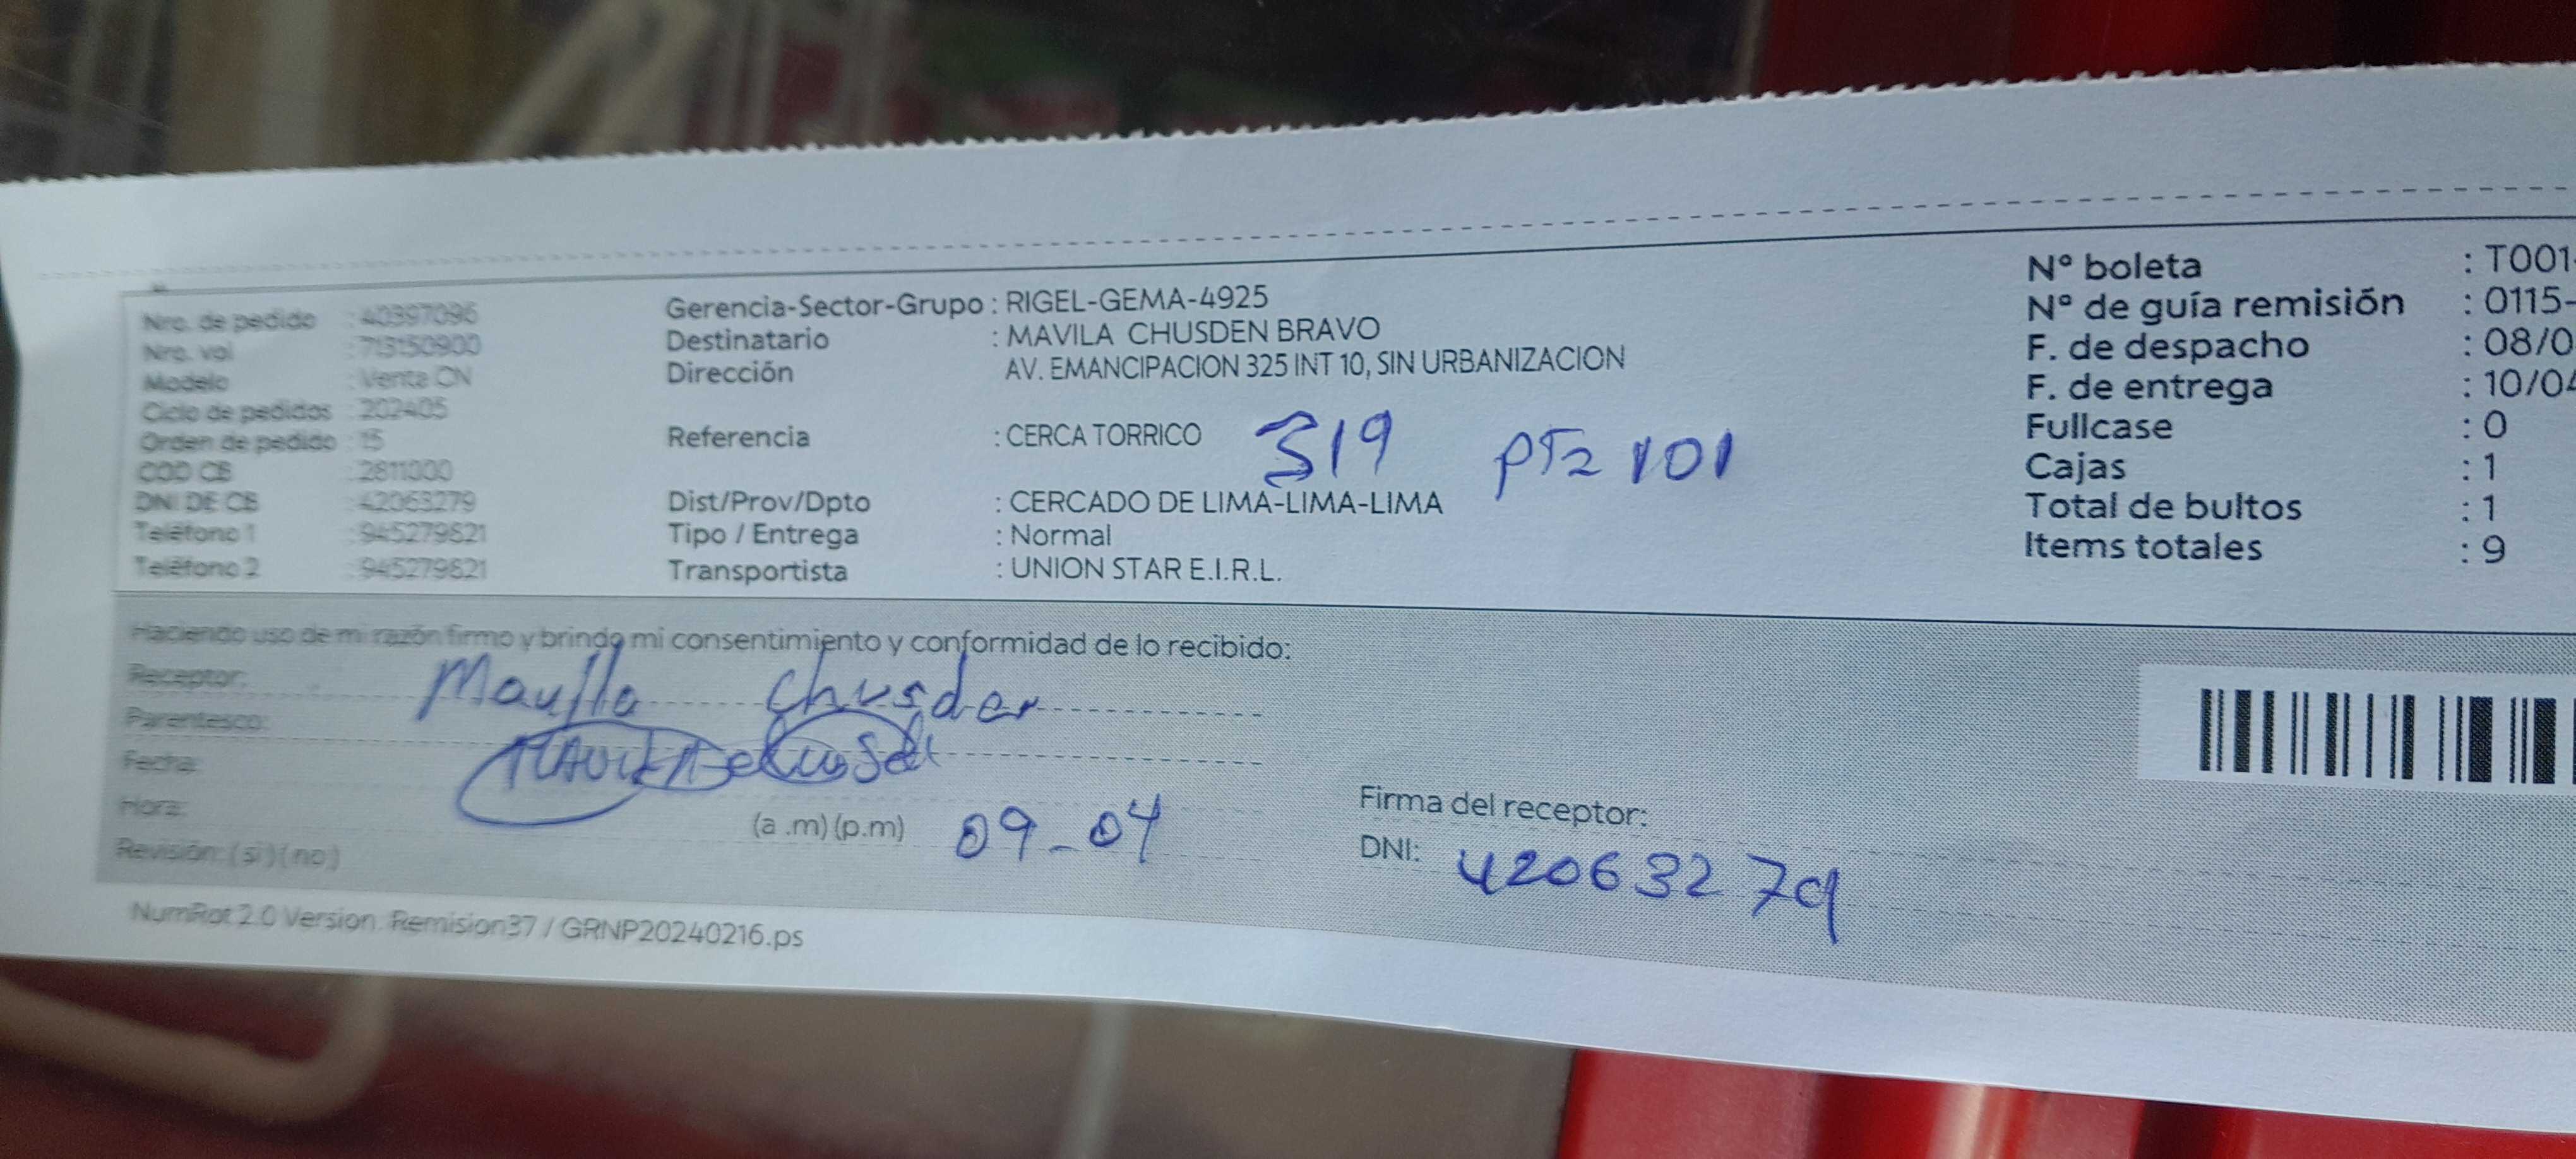 Nro. de pedido : 40397096
Nro. val : 713150900
Modelo : Venta CN
Ciclo de pedidos : 202405
Orden de pedido : 15
COD CB : 2811000
DNI DE CB : 42063279
Teléfono 1 : 945279821
Teléfono 2 : 945279821
Gerencia-Sector-Grupo : RIGEL-GEMA-4925
Destinatario : MAVILA CHUSDEN BRAVO
Dirección AV. EMANCIPACION 325 INT 10, SIN URBANIZACION
Referencia : CERCA TORRICO 319 PTZ 101
Dist/Prov/Dpto : CERCADO DE LIMA-LIMA-LIMA
Tipo / Entrega : Normal
Transportista : UNION STAR E.I.R.L.
Nº boleta : T001-
Nº de guía remisión : 0115-
F. de despacho : 08/0
F. de entrega : 10/04
Fullcase : 0
Cajas : 1
Total de bultos : 1
Items totales : 9
Haciendo uso de mi razón firmo y brindo mi consentimiento y conformidad de lo recibido:
Receptor: Mavila Chusden
Parentesco:
Fecha:
Hora: (a .m) (p.m) 09-04
Revisión: ( si ) ( no )
Firma del receptor:
DNI: 42063279
NumRot 2.0 Version. Remision37 / GRNP20240216.ps